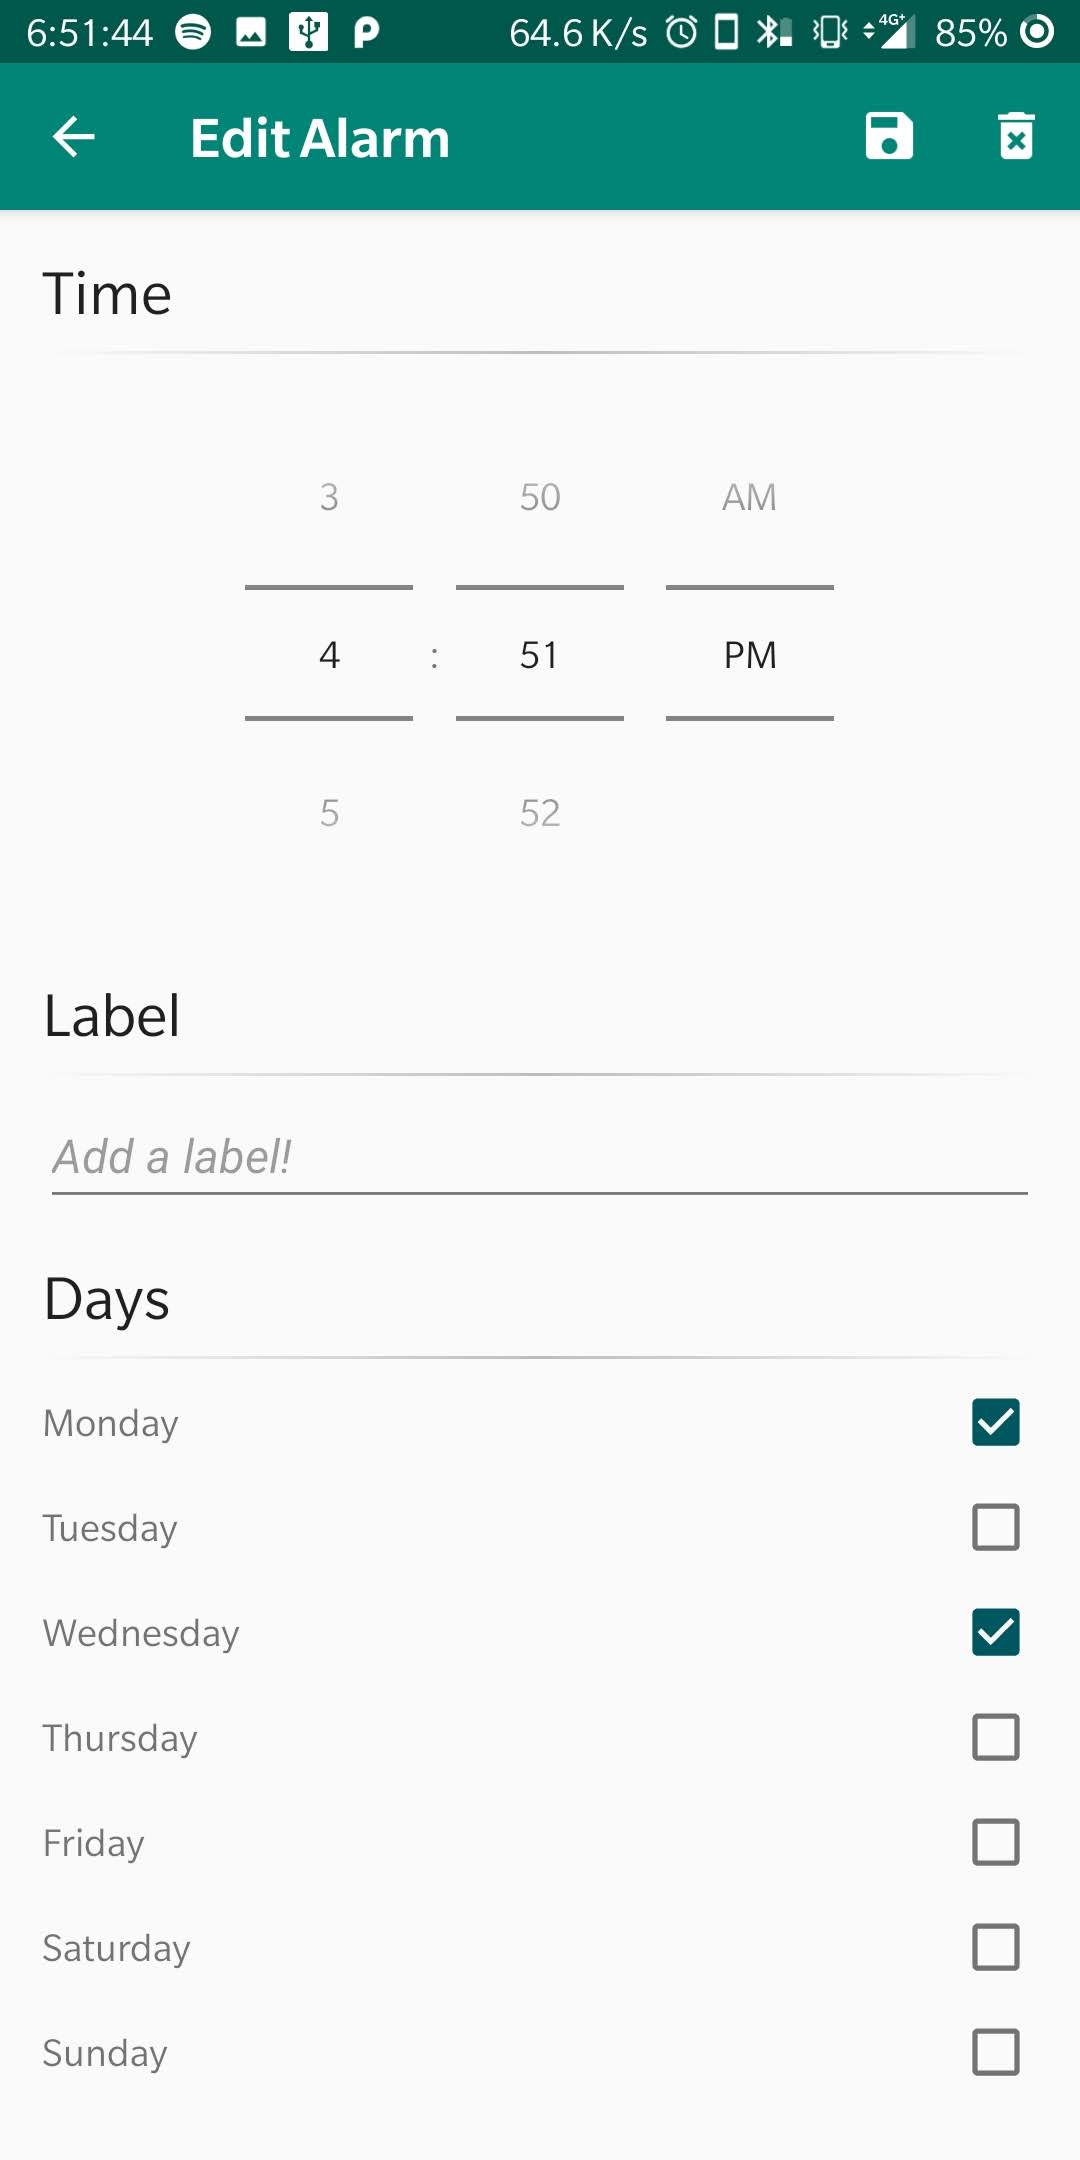 6:51:44 64.6 K/s 4G+ 85%
Edit Alarm
Time
3 50 AM
4 : 51 PM
5 52
Label
Add a label!
Days
Monday
Tuesday
Wednesday
Thursday
Friday
Saturday
Sunday